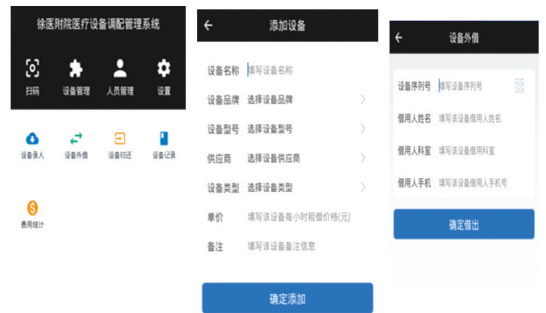 徐医附院医疗设备调配管理系统
扫码
设备管理
人员管理
设置
设备录入
设备外借
设备归还
设备记录
费用统计
添加设备
设备名称 填写设备名称
设备品牌 选择设备品牌
设备型号 选择设备型号
供应商 选择设备供应商
设备类型 选择设备类型
单价 填写该设备每小时租借价格(元)
备注 填写该设备备注信息
确定添加
设备外借
设备序列号 填写设备序列号
借用人姓名 填写该设备借用人姓名
借用人科室 填写该设备借用科室
借用人手机 填写该设备借用人手机号
确定借出